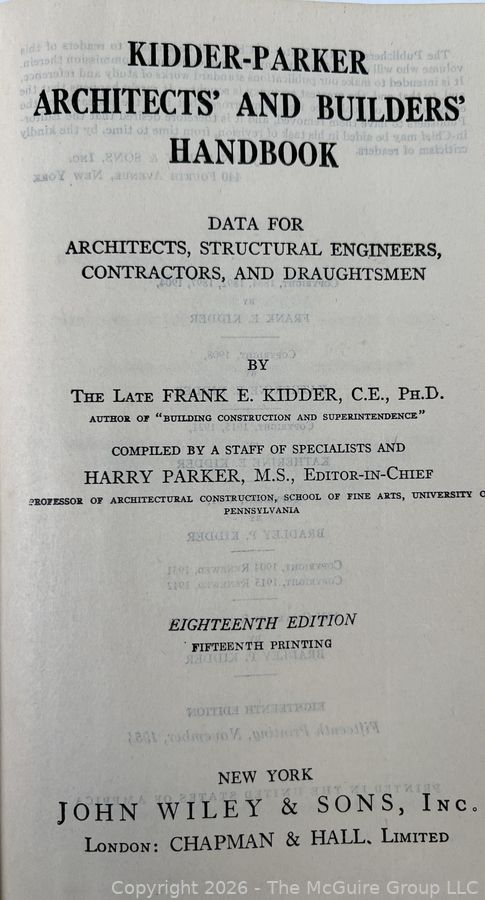 KIDDER-PARKER
ARCHITECTS' AND BUILDERS'
HANDBOOK
DATA FOR
ARCHITECTS, STRUCTURAL ENGINEERS,
CONTRACTORS, AND DRAUGHTSMEN
BY
THE LATE FRANK E. KIDDER, C.E., PH.D.
AUTHOR OF "BUILDING CONSTRUCTION AND SUPERINTENDENCE"
COMPILED BY A STAFF OF SPECIALISTS AND
HARRY PARKER, M.S., EDITOR-IN-CHIEF
PROFESSOR OF ARCHITECTURAL CONSTRUCTION, SCHOOL OF FINE ARTS, UNIVERSITY O
PENNSYLVANIA
EIGHTEENTH EDITION
FIFTEENTH PRINTING
NEW YORK
JOHN WILEY & SONS, INC.
LONDON: CHAPMAN & HALL, LIMITED
Copyright 2026 - The McGuire Group LLC